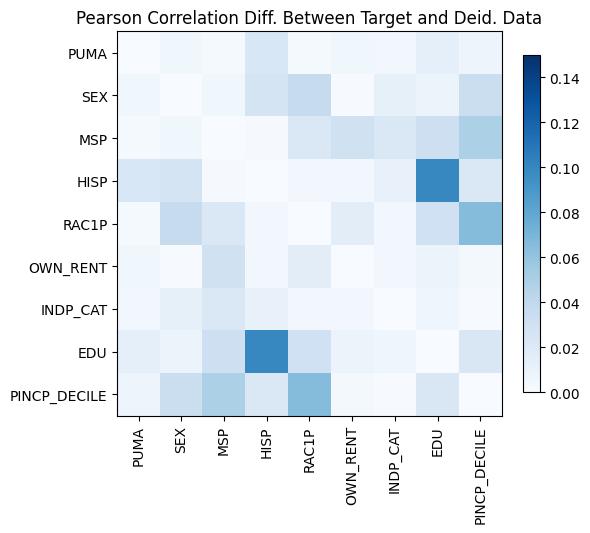 Pearson Correlation Diff. Between Target and Deid. Data
PUMA
SEX
MSP
HISP
RAC1P
OWN_RENT
INDP_CAT
EDU
PINCP_DECILE
PUMA
SEX
MSP
HISP
RAC1P
OWN_RENT
INDP_CAT
EDU
PINCP_DECILE
0.14
0.12
0.10
0.08
0.06
0.04
0.02
0.00